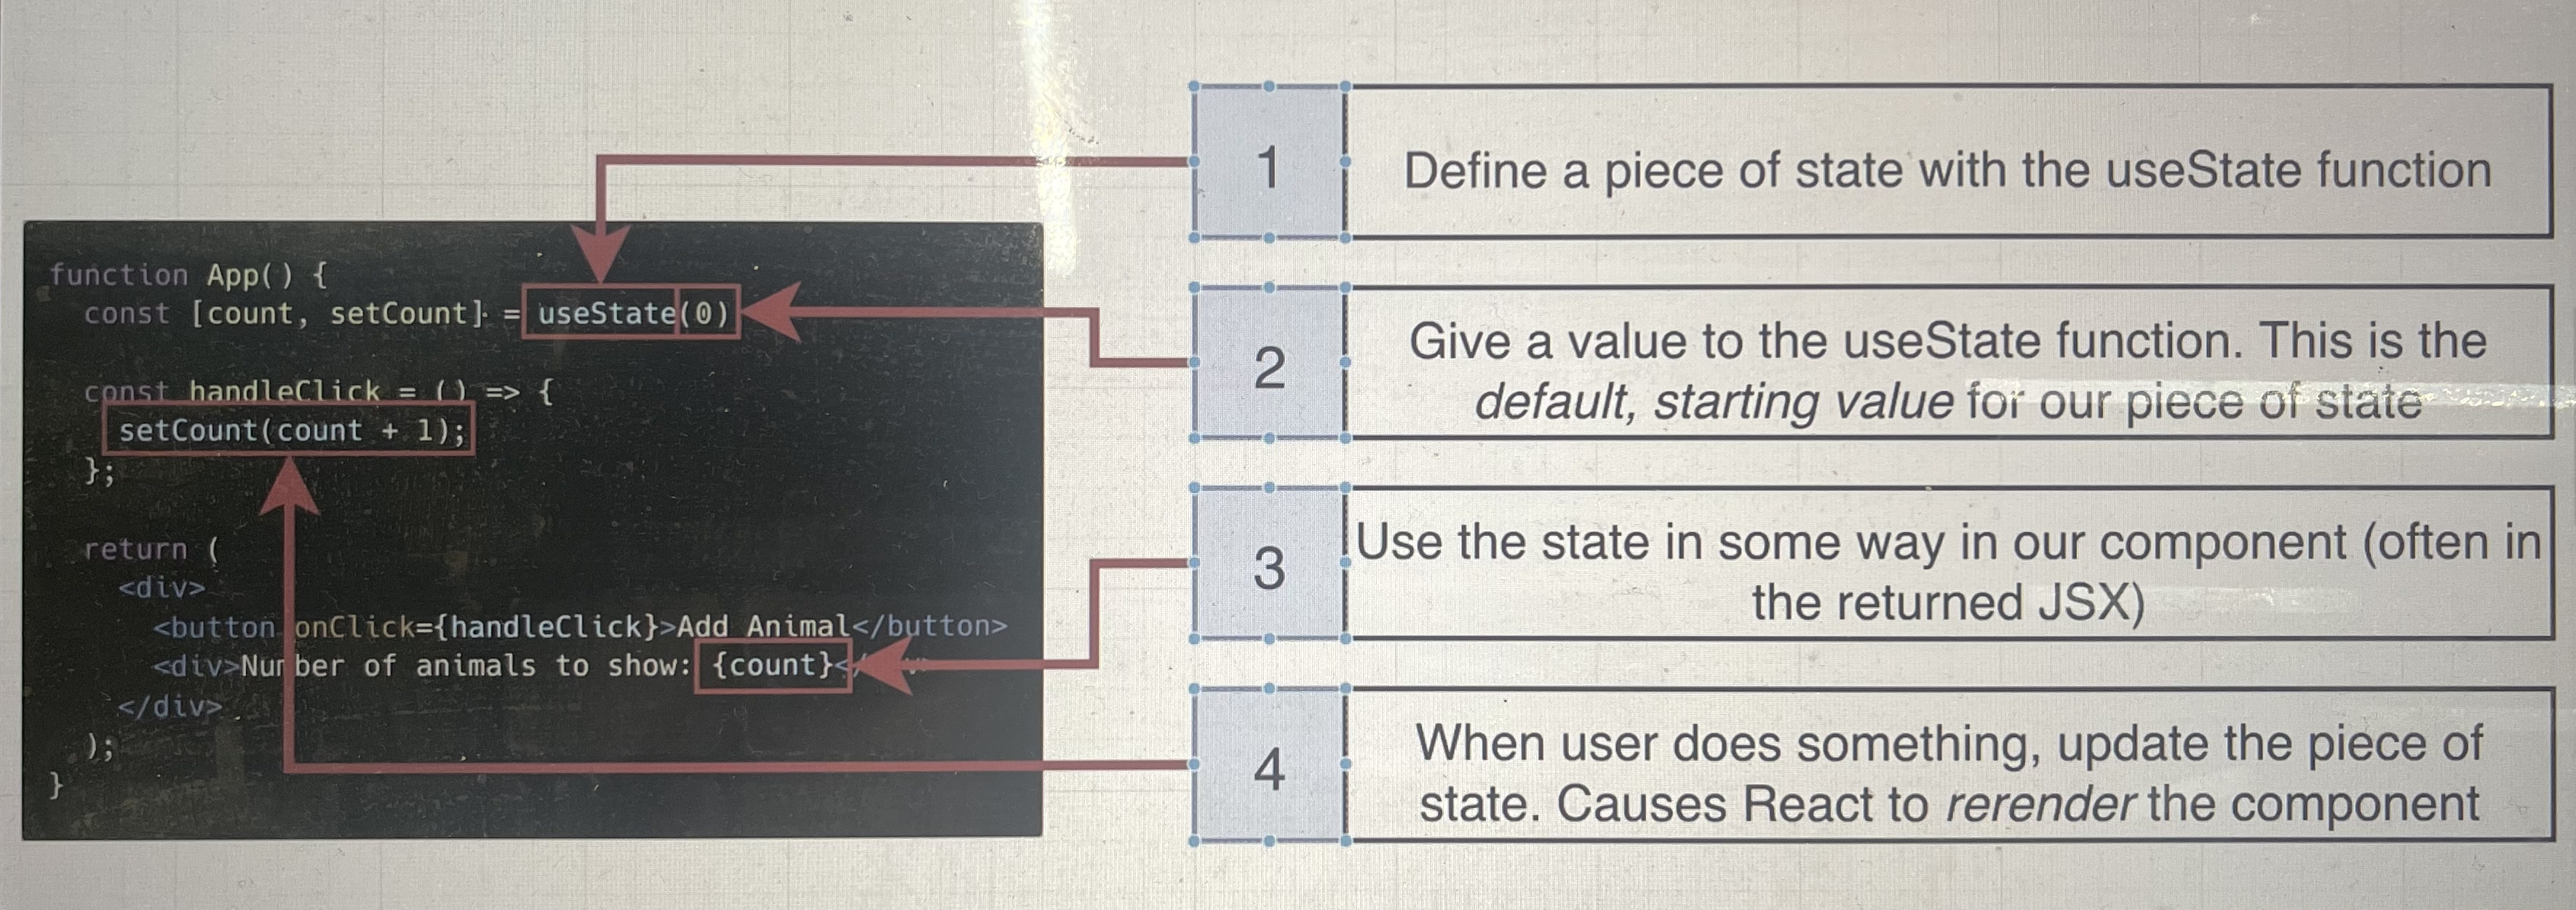 function App() {
const [count, setCount] = useState(0)
const handleClick = () => {
setCount(count + 1);
};
return (
<div>
<button onClick={handleClick}>Add Animal</button>
<div>Number of animals to show: {count}</
</div>
);
}
1
Define a piece of state with the useState function
2
Give a value to the useState function. This is the
default, starting value for our piece of state
3
Use the state in some way in our component (often in
the returned JSX)
4
When user does something, update the piece of
state. Causes React to rerender the component